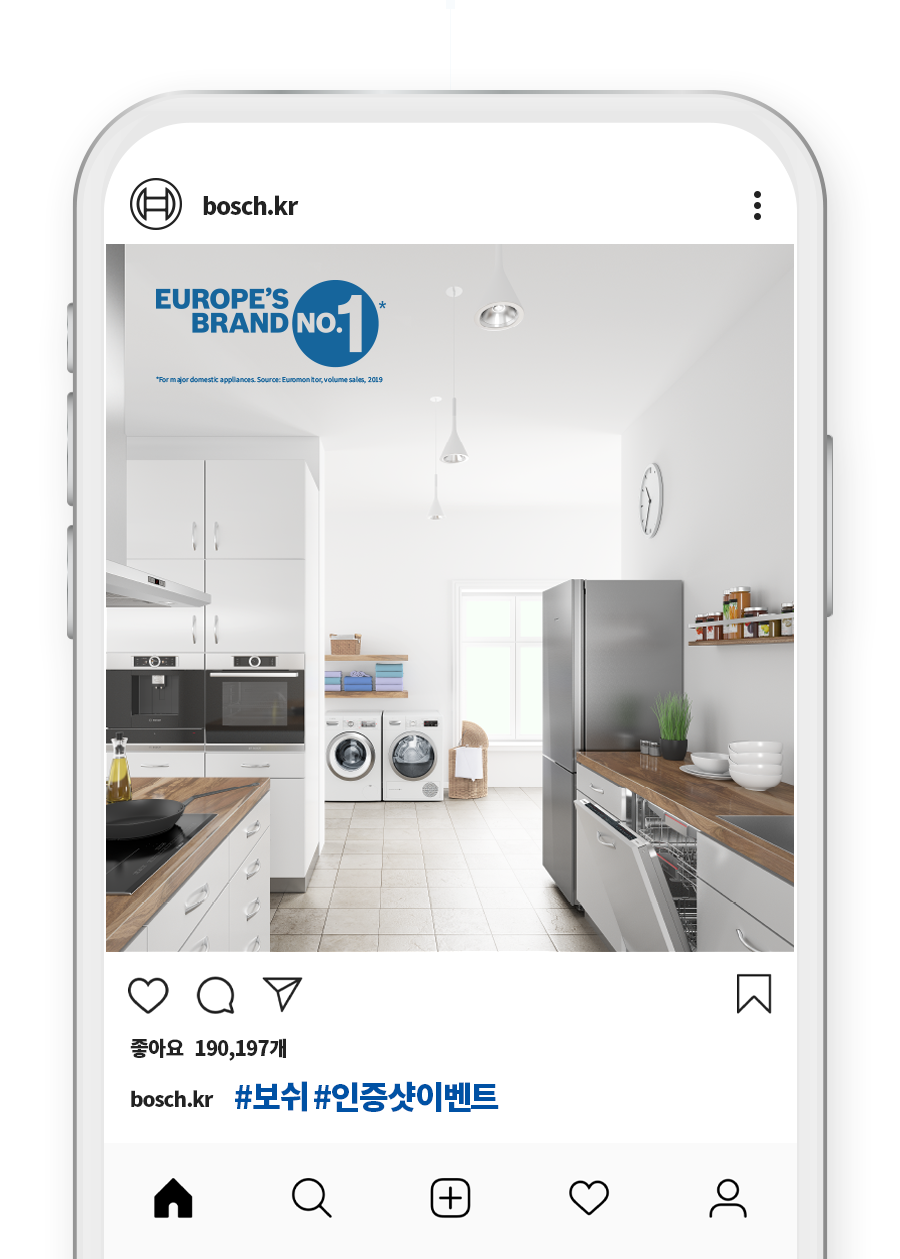 bosch.kr
EUROPE'S
BRAND NO.1*
*For major domestic appliances. Source: Euromonitor, volume sales, 2019
좋아요 190,197개
bosch.kr #보쉬 #인증샷이벤트